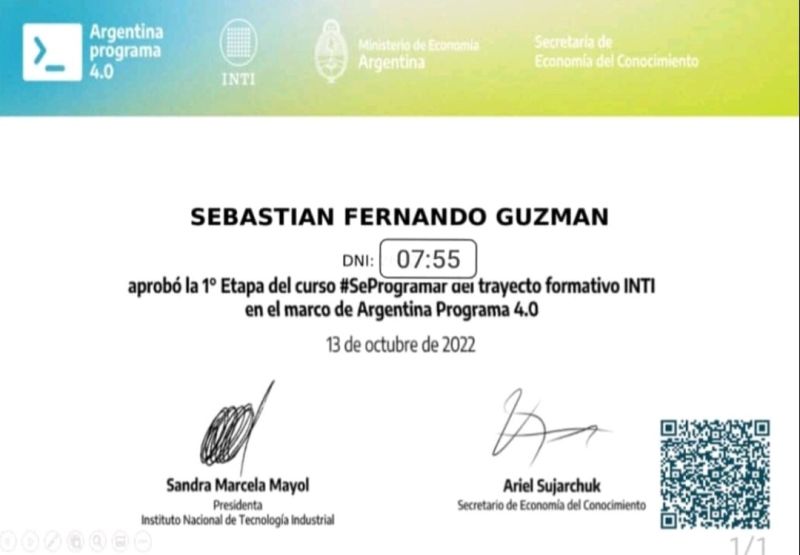 Argentina
programa
4.0
INTI
Ministerio de Economía
Argentina
Secretaría de
Economía del Conocimiento
SEBASTIAN FERNANDO GUZMAN
DNI: 07:55
aprobó la 1° Etapa del curso #SeProgramar del trayecto formativo INTI
en el marco de Argentina Programa 4.0
13 de octubre de 2022
Sandra Marcela Mayol
Presidenta
Instituto Nacional de Tecnología Industrial
Ariel Sujarchuk
Secretario de Economía del Conocimiento
1/1